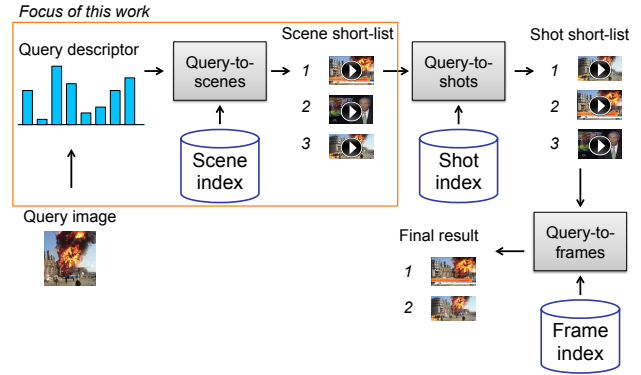 Focus of this work
Query descriptor
Query-to-
scenes
Scene
index
Scene short-list
1
2
3
Query-to-
shots
Shot
index
Shot short-list
1
2
3
Query image
Query-to-
frames
Frame
index
Final result
1
2